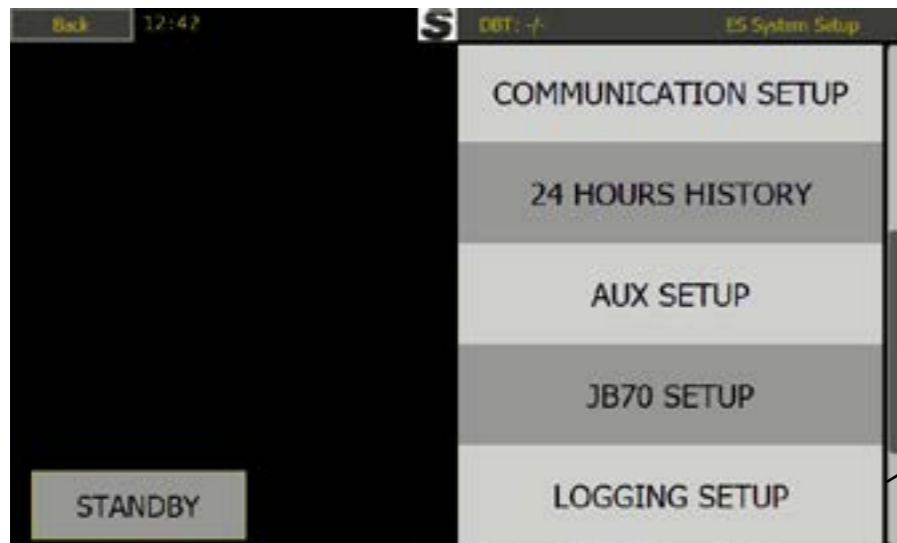 Back 12:42 S DBT: -/- ES System Setup
COMMUNICATION SETUP
24 HOURS HISTORY
AUX SETUP
JB70 SETUP
LOGGING SETUP
STANDBY